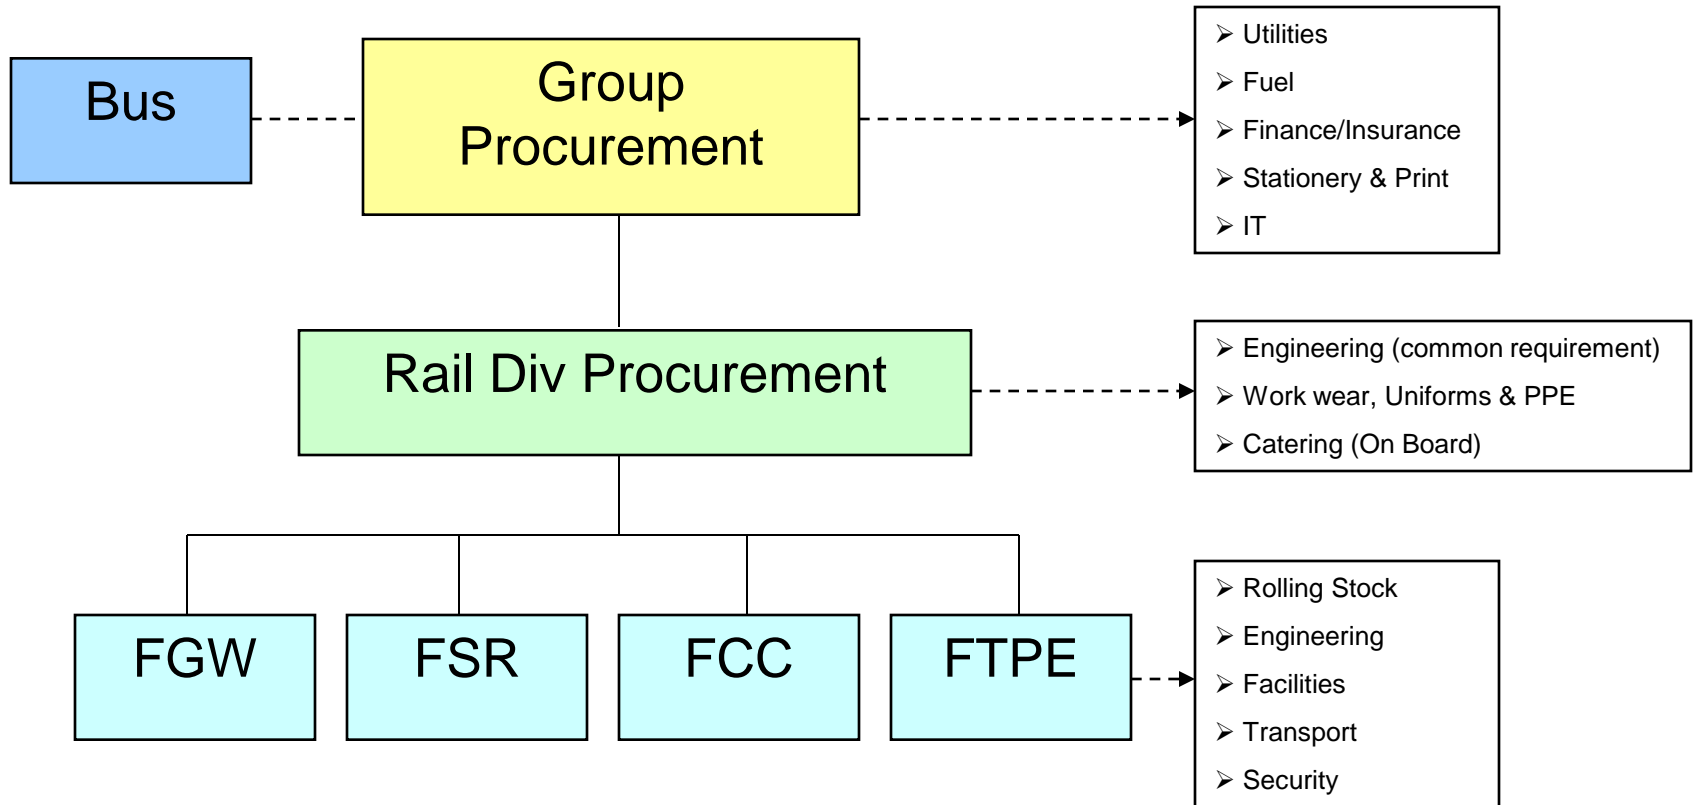 Bus
Group
Procurement
➢ Utilities
➢ Fuel
➢ Finance/Insurance
➢ Stationery & Print
➢ IT
Rail Div Procurement
➢ Engineering (common requirement)
➢ Work wear, Uniforms & PPE
➢ Catering (On Board)
FGW
FSR
FCC
FTPE
➢ Rolling Stock
➢ Engineering
➢ Facilities
➢ Transport
➢ Security